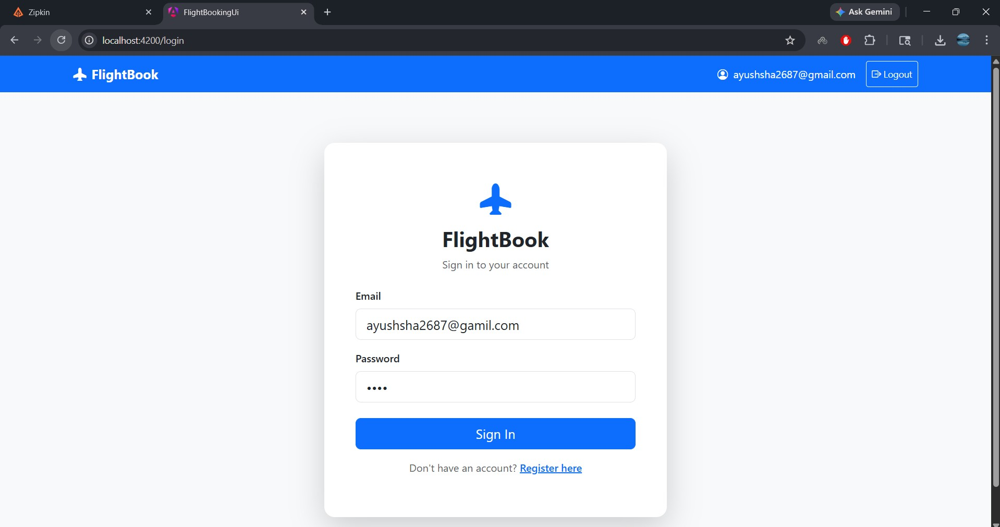 Zipkin
FlightBookingUi
Ask Gemini
localhost:4200/login
FlightBook
ayushsha2687@gmail.com
Logout
FlightBook
Sign in to your account
Email
ayushsha2687@gamil.com
Password
••••
Sign In
Don't have an account? Register here